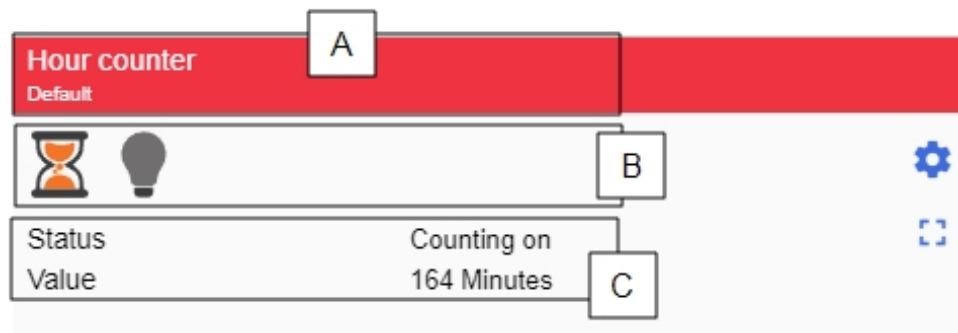 A
Hour counter
Default
B
Status Counting on
Value 164 Minutes
C